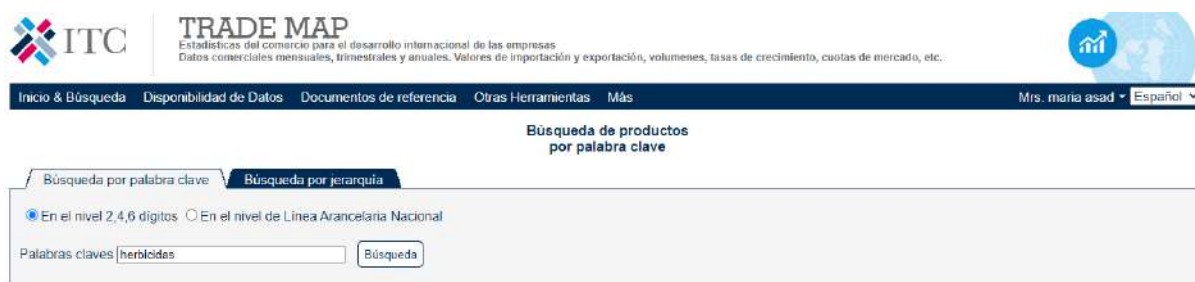 ITC
TRADE MAP
Estadísticas del comercio para el desarrollo internacional de las empresas
Datos comerciales mensuales, trimestrales y anuales. Valores de importación y exportación, volumenes, tasas de crecimiento, cuotas de mercado, etc.
Inicio & Búsqueda Disponibilidad de Datos Documentos de referencia Otras Herramientas Más Mrs. maria asad Español
Búsqueda de productos
por palabra clave
Búsqueda por palabra clave Búsqueda por jerarquía
En el nivel 2,4,6 dígitos En el nivel de Línea Arancelaria Nacional
Palabras claves herbicidas Búsqueda